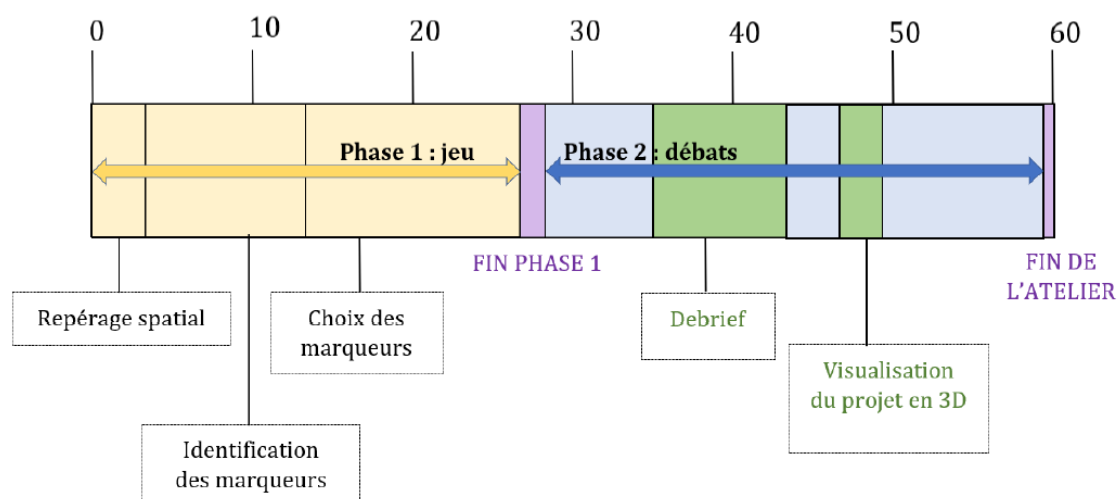 0 10 20 30 40 50 60
Phase 1 : jeu
Phase 2 : débats
FIN PHASE 1
FIN DE
L'ATELIER
Repérage spatial
Choix des
marqueurs
Debrief
Visualisation
du projet en 3D
Identification
des marqueurs